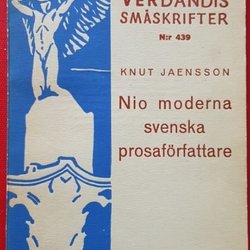 VERDANDIS
SMÅSKRIFTER
N:r 439
KNUT JAENSSON
Nio moderna
svenska
prosaförfattare